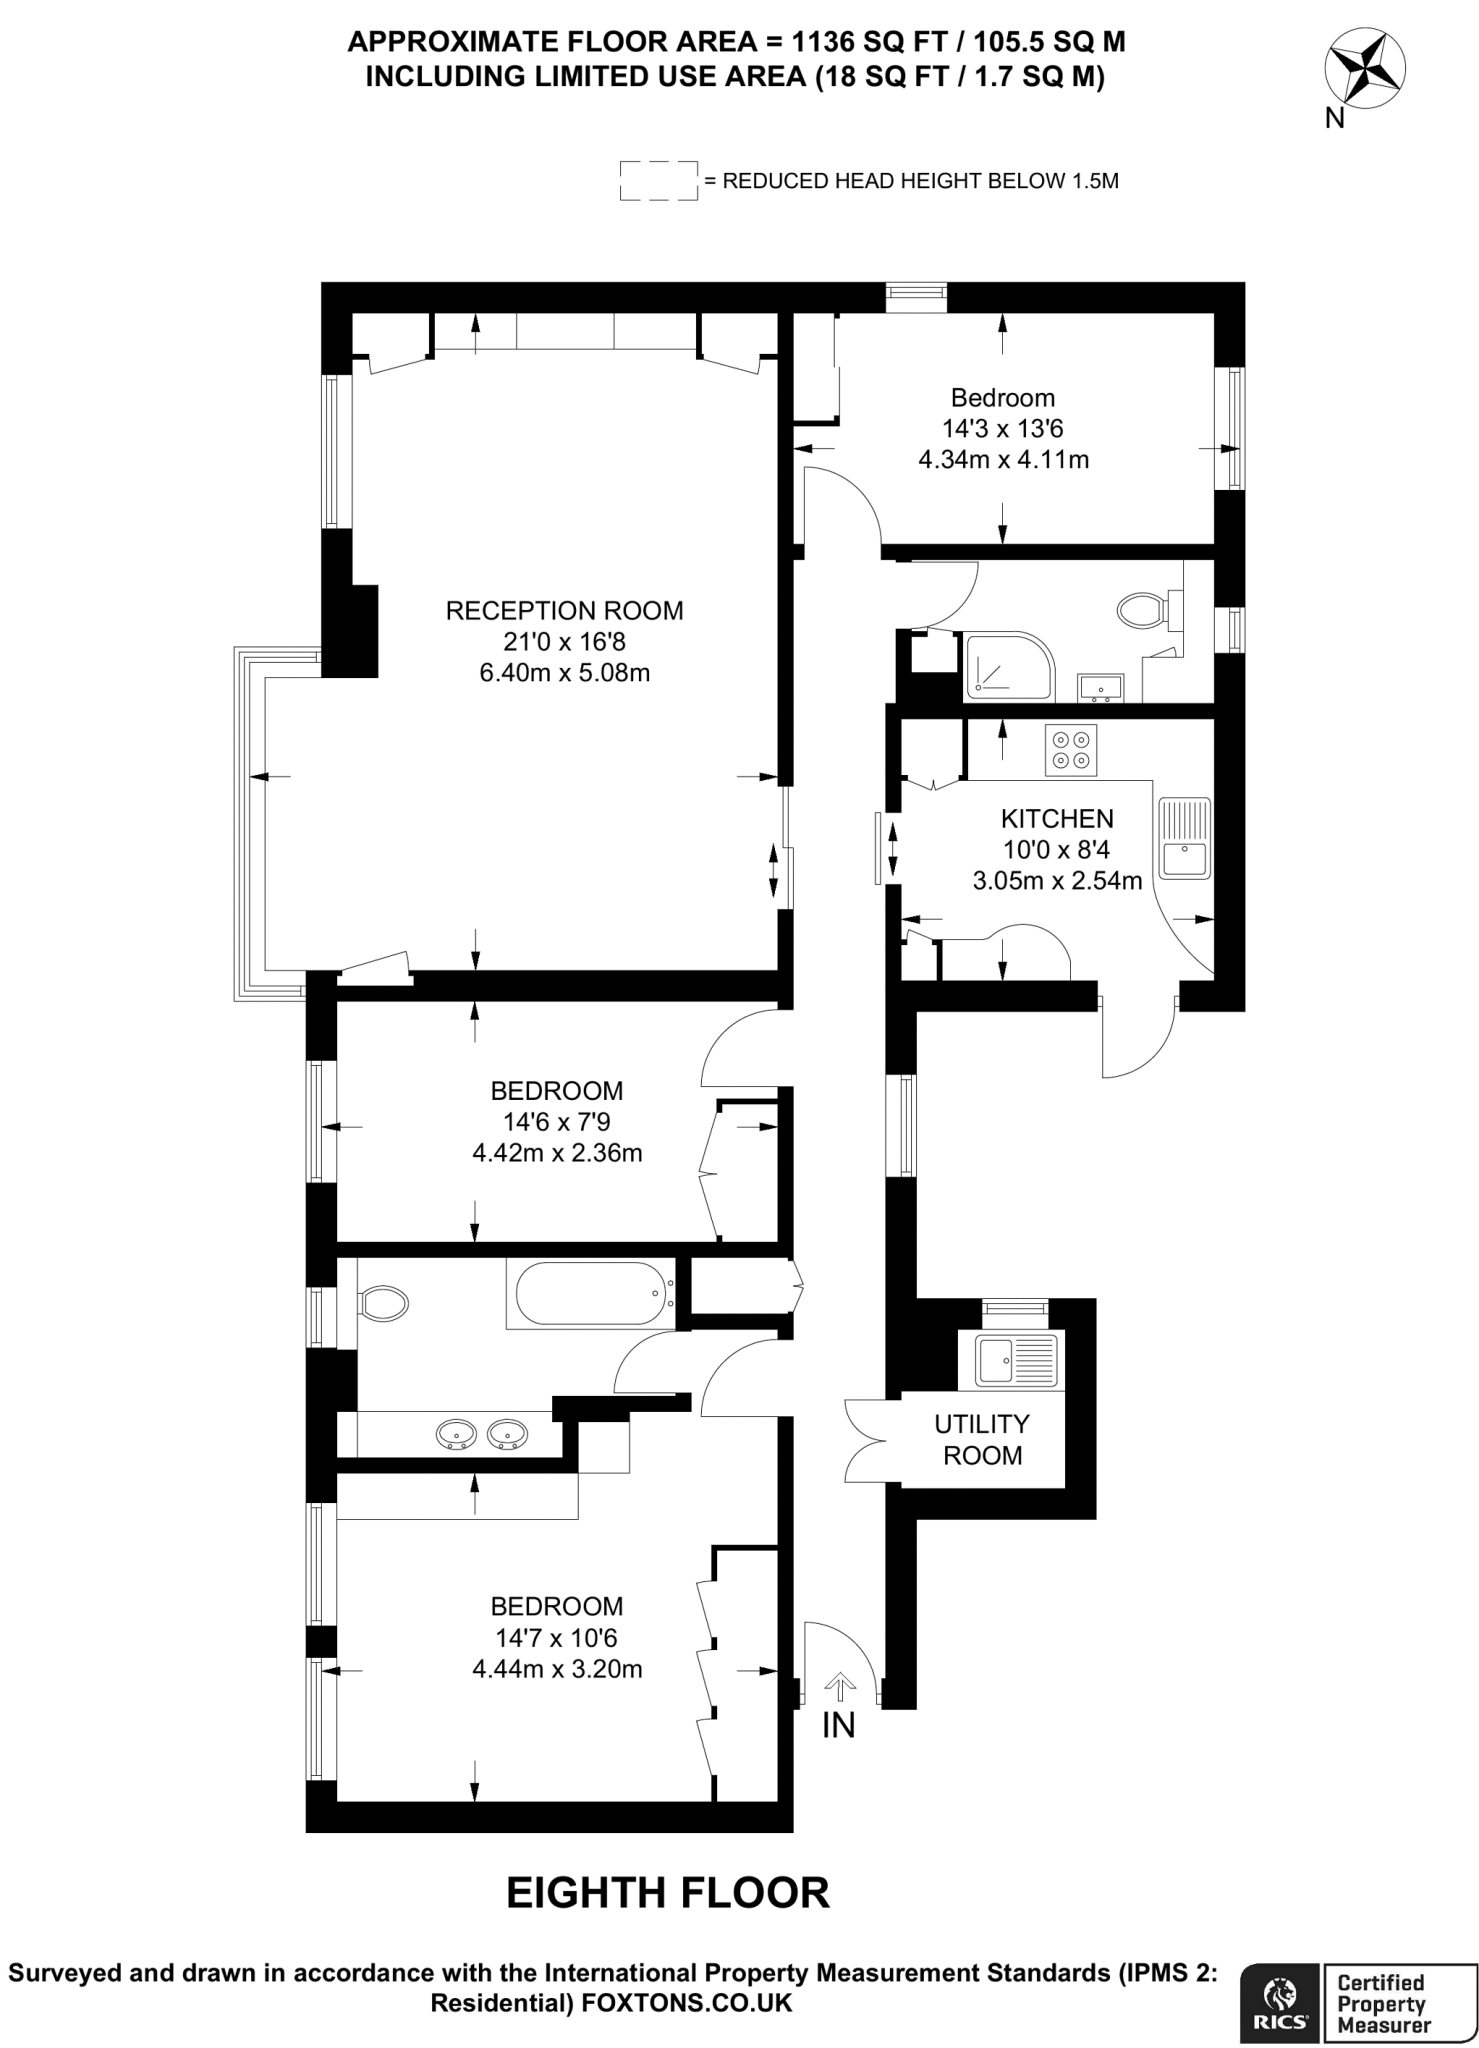 APPROXIMATE FLOOR AREA = 1136 SQ FT / 105.5 SQ M
INCLUDING LIMITED USE AREA (18 SQ FT / 1.7 SQ M)
N
= REDUCED HEAD HEIGHT BELOW 1.5M
Bedroom
14'3 x 13'6
4.34m x 4.11m
RECEPTION ROOM
21'0 x 16'8
6.40m x 5.08m
KITCHEN
10'0 x 8'4
3.05m x 2.54m
BEDROOM
14'6 x 7'9
4.42m x 2.36m
UTILITY
ROOM
BEDROOM
14'7 x 10'6
4.44m x 3.20m
IN
EIGHTH FLOOR
Surveyed and drawn in accordance with the International Property Measurement Standards (IPMS 2:
Residential) FOXTONS.CO.UK
RICS
Certified
Property
Measurer